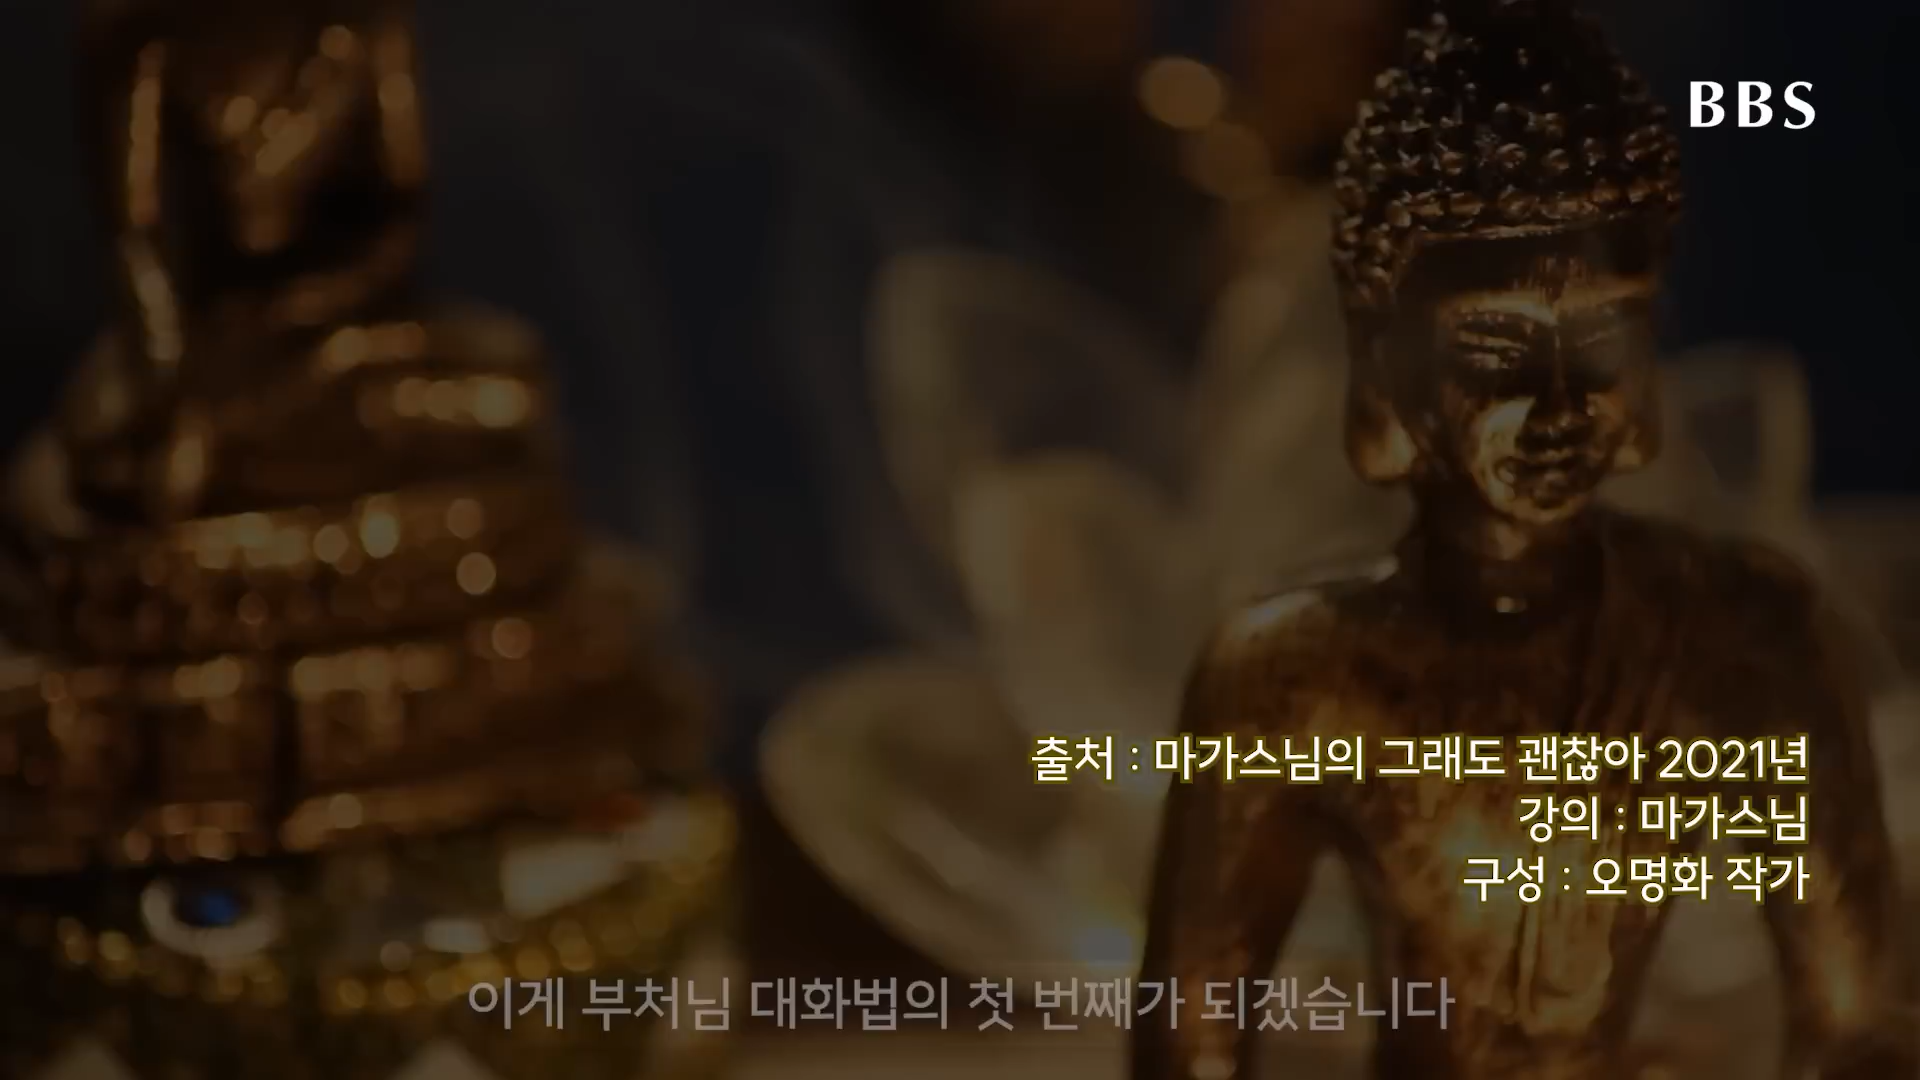 BBS
출처 : 마가스님의 그래도 괜찮아 2021년
강의 : 마가스님
구성 : 오명화 작가
이게 부처님 대화법의 첫 번째가 되겠습니다